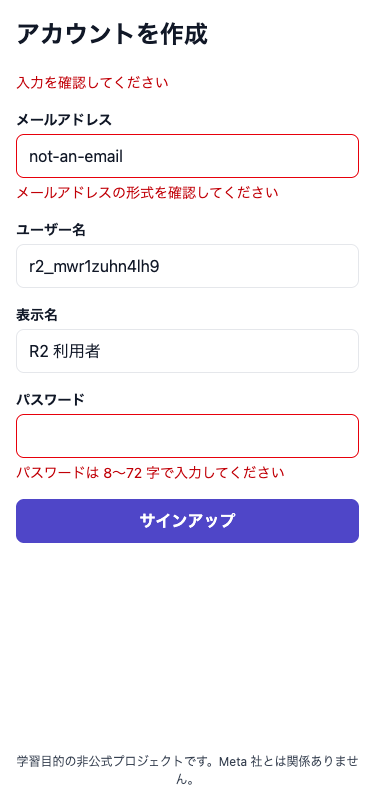 アカウントを作成
入力を確認してください
メールアドレス
not-an-email
メールアドレスの形式を確認してください
ユーザー名
r2_mwr1zuhn4lh9
表示名
R2 利用者
パスワード
パスワードは 8〜72 字で入力してください
サインアップ
学習目的の非公式プロジェクトです。Meta 社とは関係ありませ
ん。